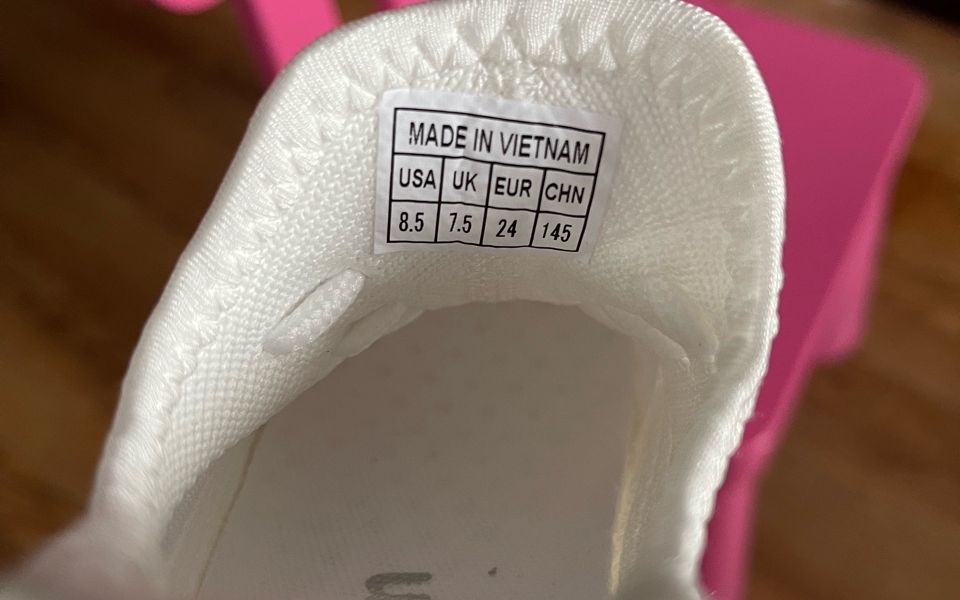 MADE IN VIETNAM
USA UK EUR CHN
8.5 7.5 24 145